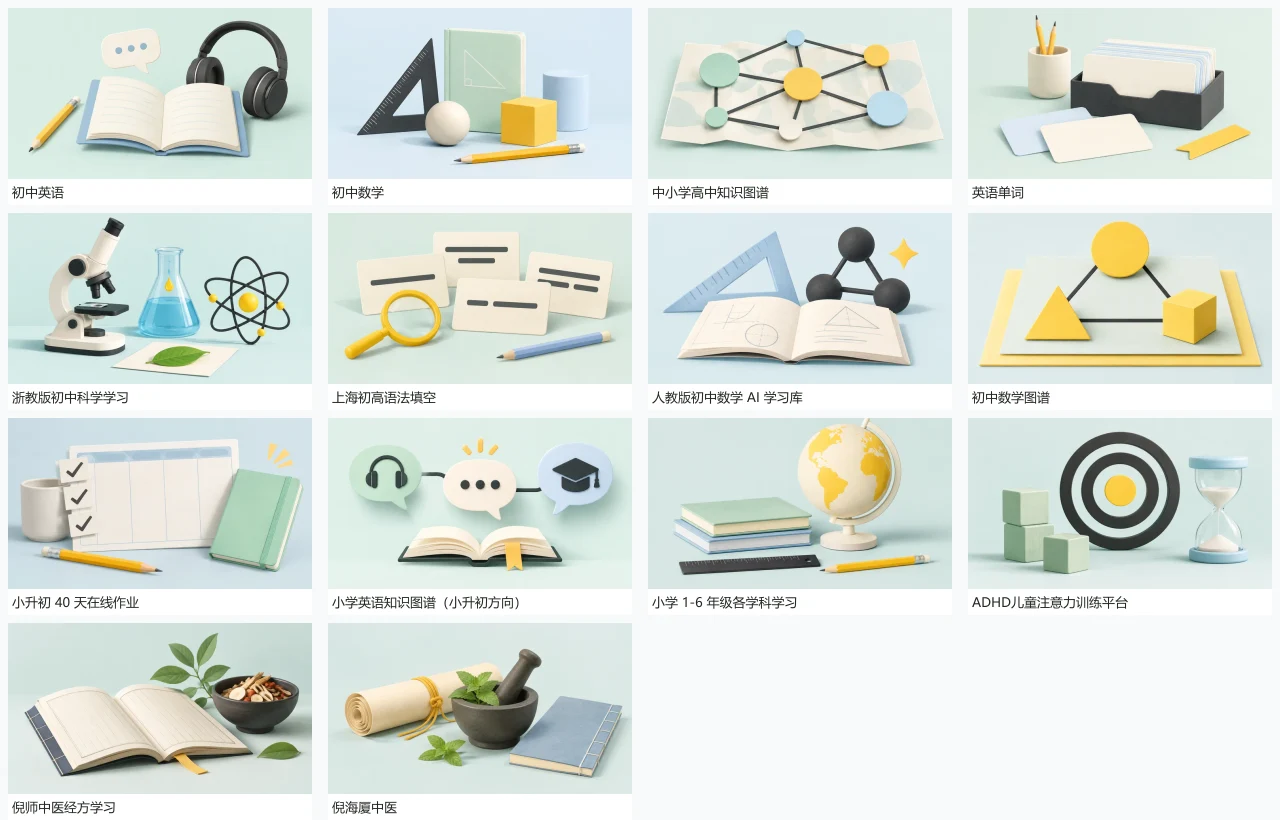 初中英语
初中数学
中小学高中知识图谱
英语单词
浙教版初中科学学习
上海初高语法填空
人教版初中数学 AI 学习库
初中数学图谱
小升初 40 天在线作业
小学英语知识图谱（小升初方向）
小学 1-6 年级各学科学习
ADHD儿童注意力训练平台
倪师中医经方学习
倪海厦中医